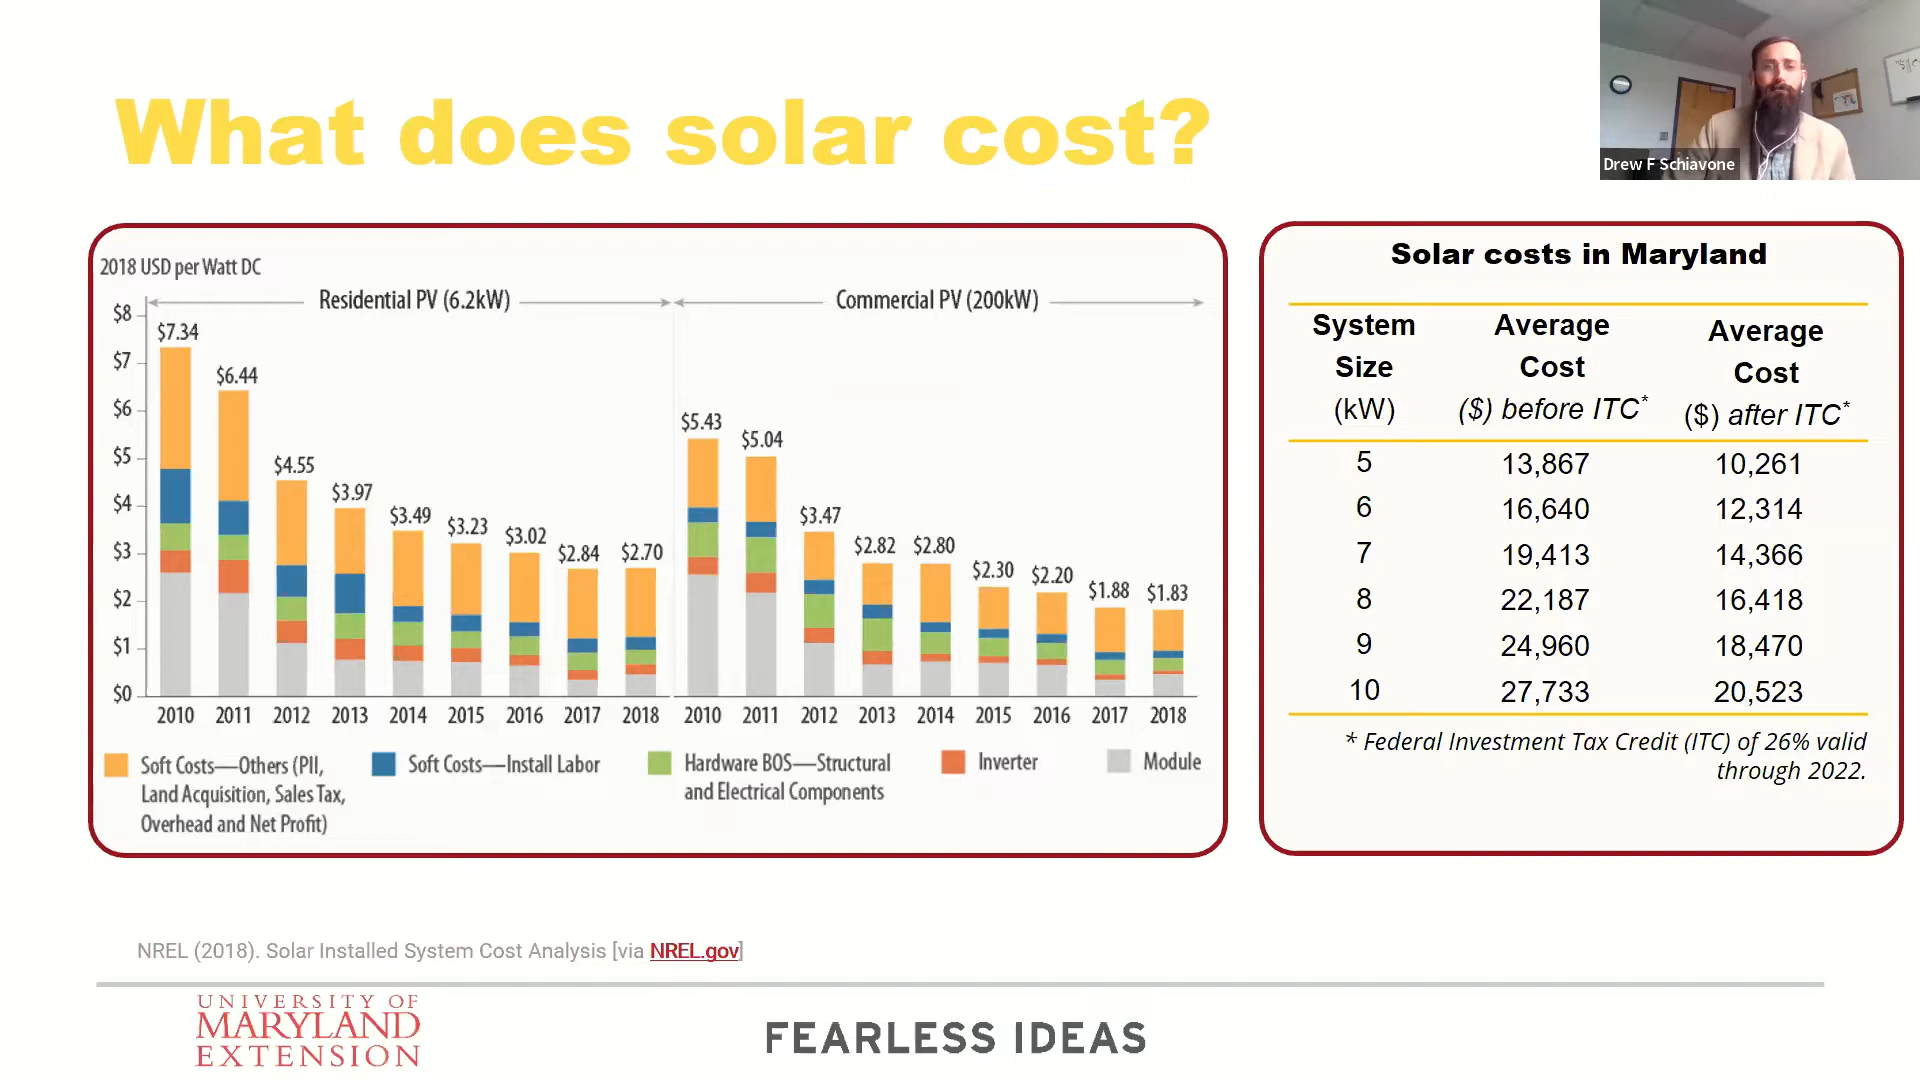 What does solar cost?
Drew F Schiavone
2018 USD per Watt DC
Residential PV (6.2kW)
Commercial PV (200kW)
$8
$7
$6
$5
$4
$3
$2
$1
$0
$7.34
$6.44
$4.55
$3.97
$3.49
$3.23
$3.02
$2.84
$2.70
$5.43
$5.04
$3.47
$2.82
$2.80
$2.30
$2.20
$1.88
$1.83
2010 2011 2012 2013 2014 2015 2016 2017 2018 2010 2011 2012 2013 2014 2015 2016 2017 2018
Soft Costs—Others (PII,
Land Acquisition, Sales Tax,
Overhead and Net Profit)
Soft Costs—Install Labor
Hardware BOS—Structural
and Electrical Components
Inverter
Module
Solar costs in Maryland
System
Size
(kW)
Average
Cost
($) before ITC*
Average
Cost
($) after ITC*
5 13,867 10,261
6 16,640 12,314
7 19,413 14,366
8 22,187 16,418
9 24,960 18,470
10 27,733 20,523
* Federal Investment Tax Credit (ITC) of 26% valid
through 2022.
NREL (2018). Solar Installed System Cost Analysis [via NREL.gov]
UNIVERSITY OF
MARYLAND
EXTENSION
FEARLESS IDEAS